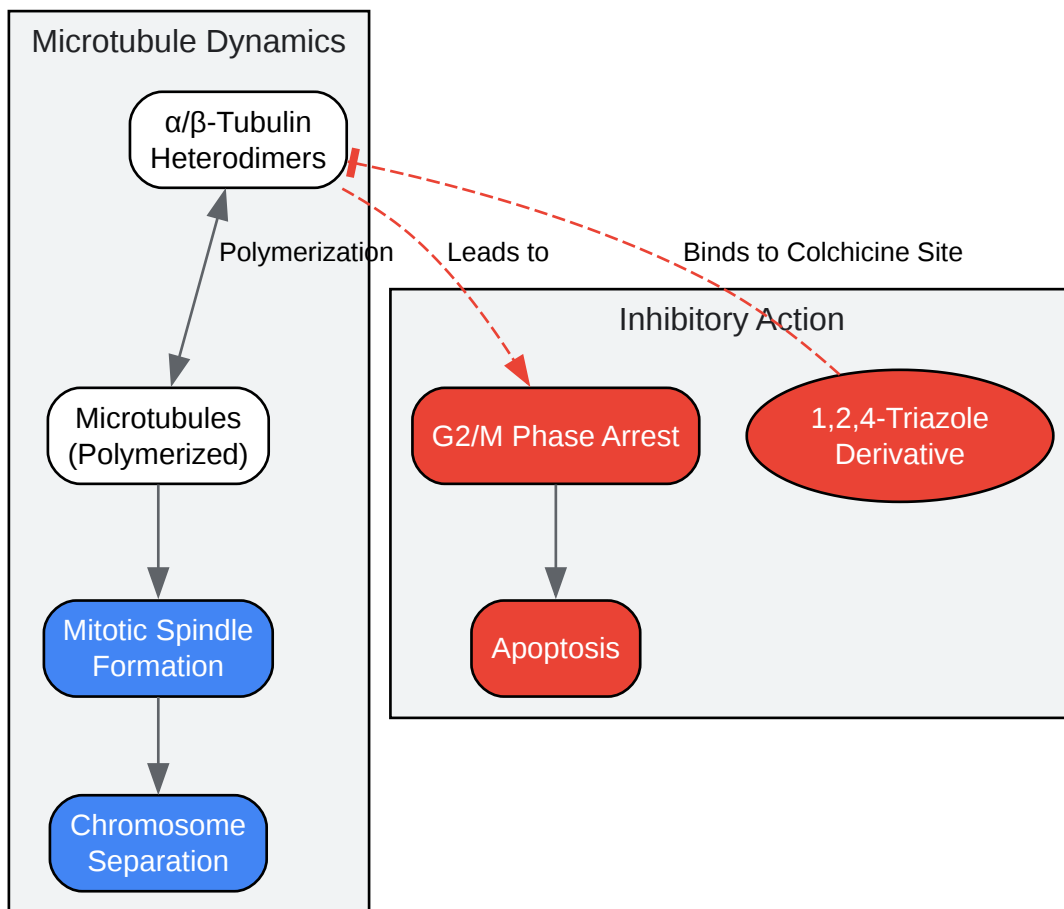 Microtubule Dynamics
α/β-Tubulin
Heterodimers
Polymerization
Leads to
Binds to Colchicine Site
Inhibitory Action
Microtubules
(Polymerized)
G2/M Phase Arrest
1,2,4-Triazole
Derivative
Mitotic Spindle
Formation
Apoptosis
Chromosome
Separation